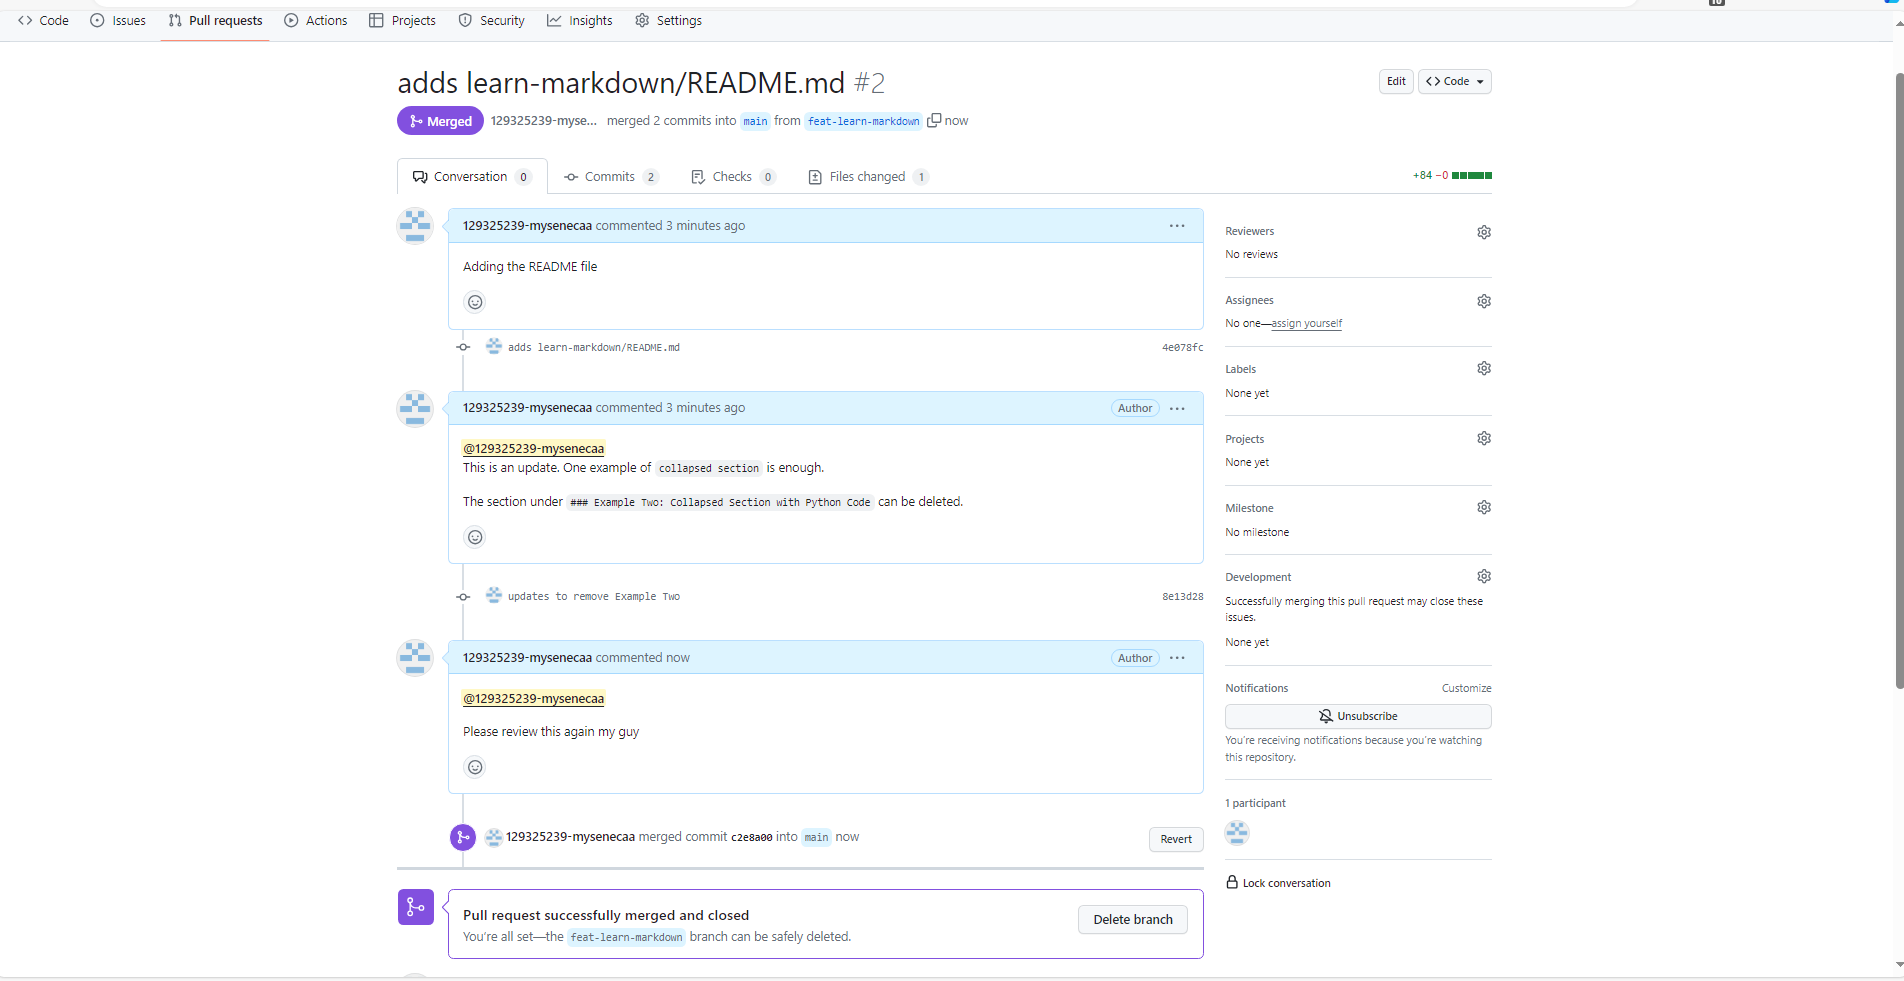 Code Issues Pull requests Actions Projects Security Insights Settings
adds learn-markdown/README.md #2
Edit
Code
Merged 129325239-myse... merged 2 commits into main from feat-learn-markdown now
Conversation 0 Commits 2 Checks 0 Files changed 1
+84 −0
129325239-mysenecaa commented 3 minutes ago
Adding the README file
adds learn-markdown/README.md 4e078fc
129325239-mysenecaa commented 3 minutes ago Author
@129325239-mysenecaa
This is an update. One example of collapsed section is enough.
The section under ### Example Two: Collapsed Section with Python Code can be deleted.
updates to remove Example Two 8e13d28
129325239-mysenecaa commented now Author
@129325239-mysenecaa
Please review this again my guy
129325239-mysenecaa merged commit c2e8a00 into main now
Revert
Pull request successfully merged and closed
You're all set—the feat-learn-markdown branch can be safely deleted.
Delete branch
Reviewers
No reviews
Assignees
No one—assign yourself
Labels
None yet
Projects
None yet
Milestone
No milestone
Development
Successfully merging this pull request may close these
issues.
None yet
Notifications Customize
Unsubscribe
You're receiving notifications because you're watching
this repository.
1 participant
Lock conversation